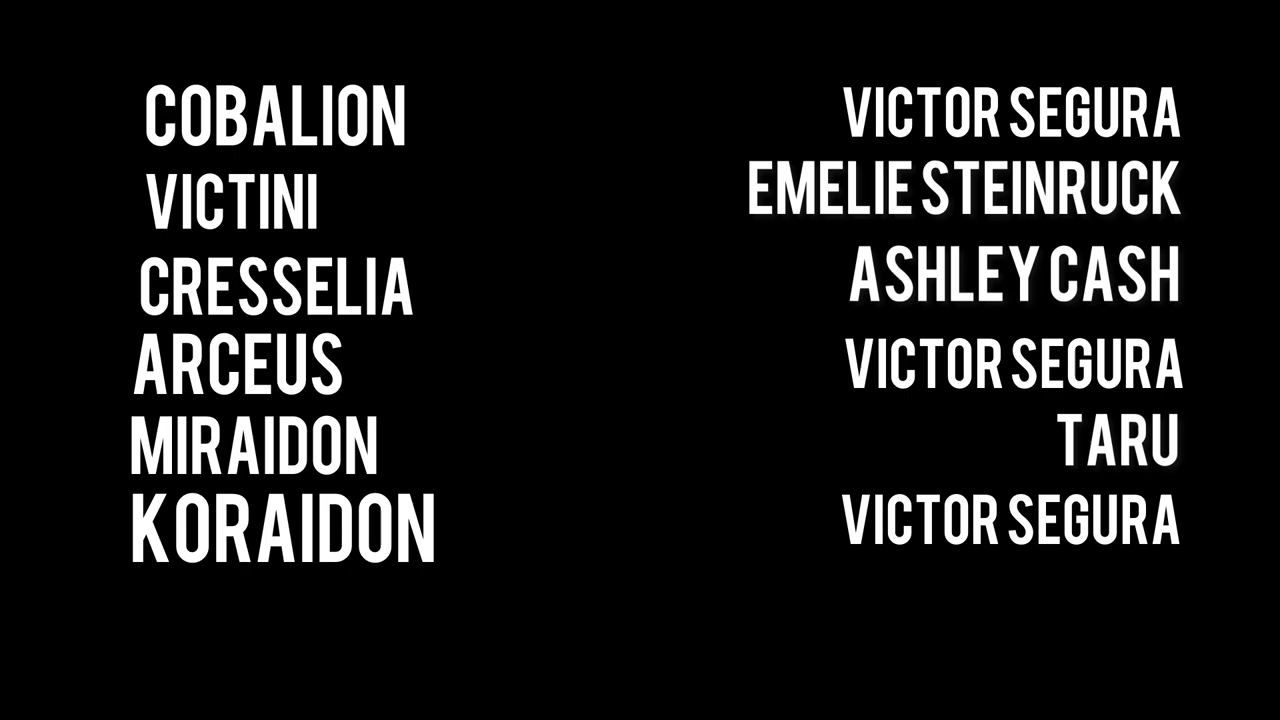 COBALION VICTOR SEGURA
VICTINI EMELIE STEINRUCK
CRESSELIA ASHLEY CASH
ARCEUS VICTOR SEGURA
MIRAIDON TARU
KORAIDON VICTOR SEGURA